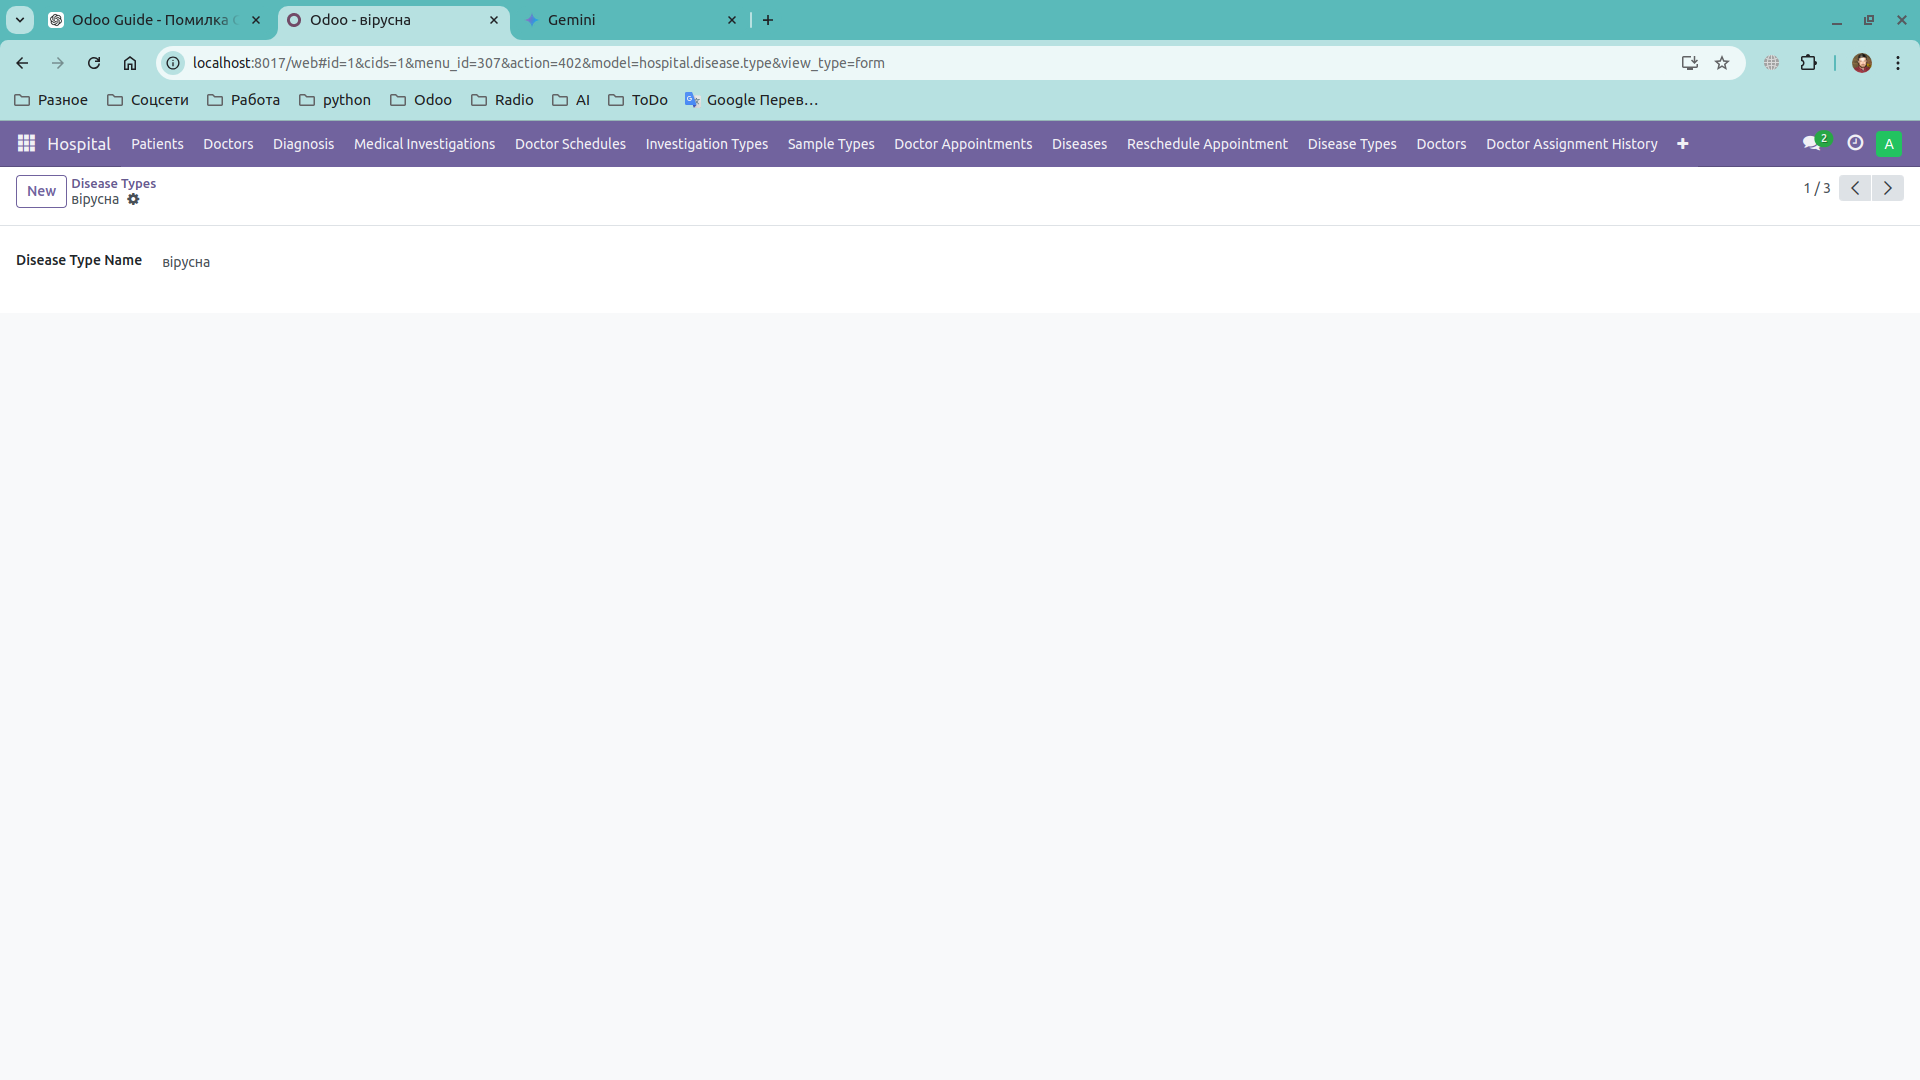 Odoo Guide - Помилка
Odoo - вірусна
Gemini
localhost:8017/web#id=1&cids=1&menu_id=307&action=402&model=hospital.disease.type&view_type=form
Разное Соцсети Работа python Odoo Radio AI ToDo Google Перев…
Hospital Patients Doctors Diagnosis Medical Investigations Doctor Schedules Investigation Types Sample Types Doctor Appointments Diseases Reschedule Appointment Disease Types Doctors Doctor Assignment History 2 A
New
Disease Types
вірусна
1 / 3
Disease Type Name вірусна